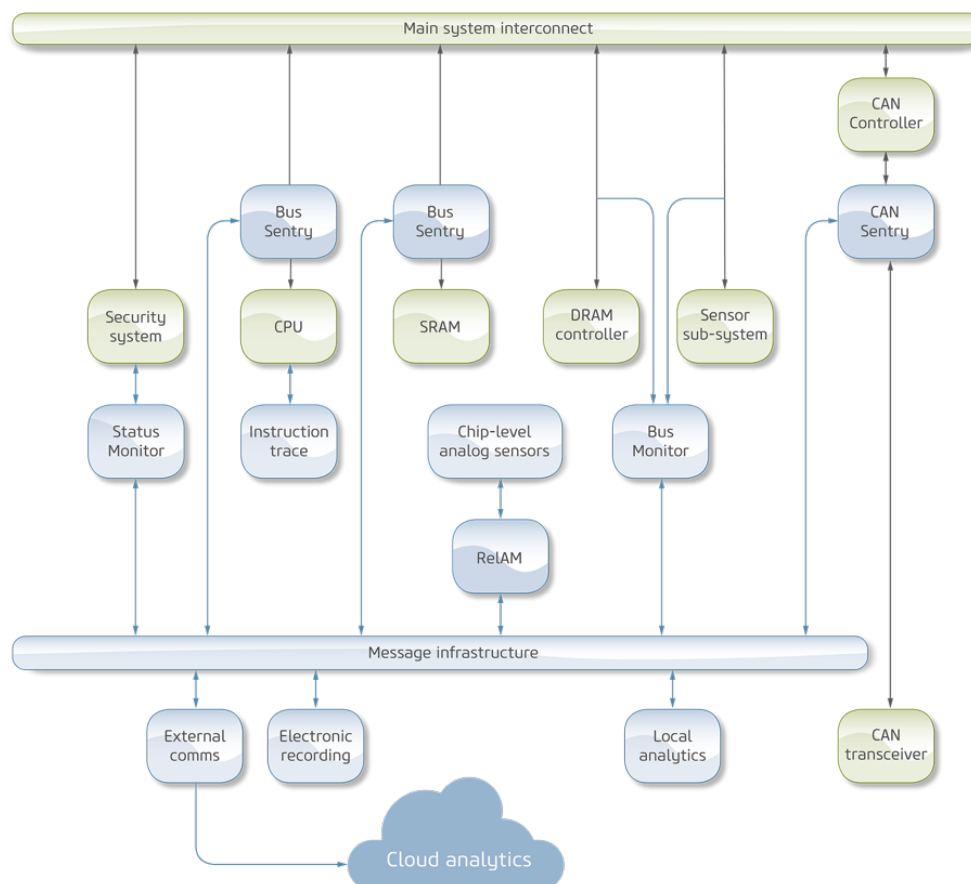 Main system interconnect
CAN
Controller
Bus
Sentry
Bus
Sentry
CAN
Sentry
Security
system
CPU
SRAM
DRAM
controller
Sensor
sub-system
Status
Monitor
Instruction
trace
Chip-level
analog sensors
Bus
Monitor
RelAM
Message infrastructure
External
comms
Electronic
recording
Local
analytics
CAN
transceiver
Cloud analytics